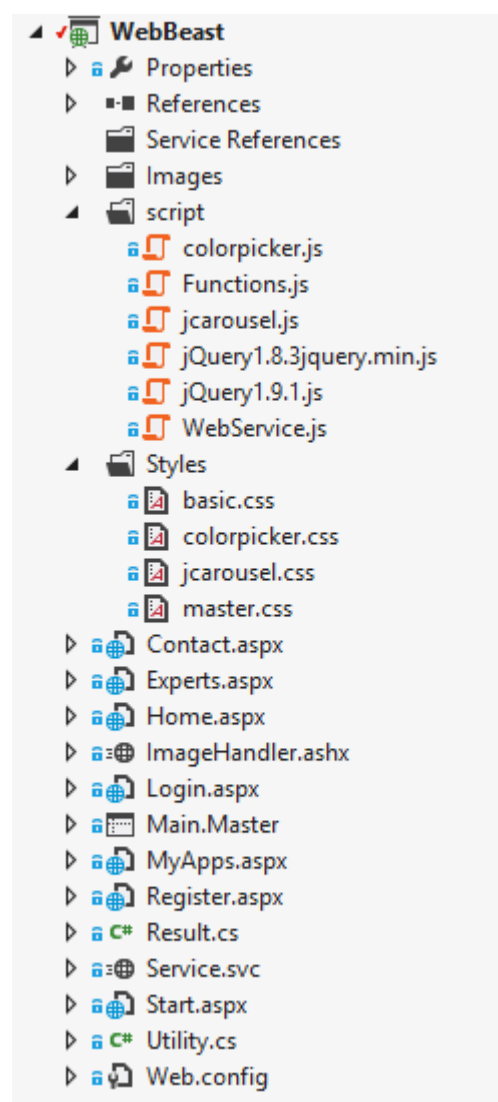 WebBeast
Properties
References
Service References
Images
script
colorpicker.js
Functions.js
jcarousel.js
jQuery1.8.3jquery.min.js
jQuery1.9.1.js
WebService.js
Styles
basic.css
colorpicker.css
jcarousel.css
master.css
Contact.aspx
Experts.aspx
Home.aspx
ImageHandler.ashx
Login.aspx
Main.Master
MyApps.aspx
Register.aspx
C# Result.cs
Service.svc
Start.aspx
C# Utility.cs
Web.config